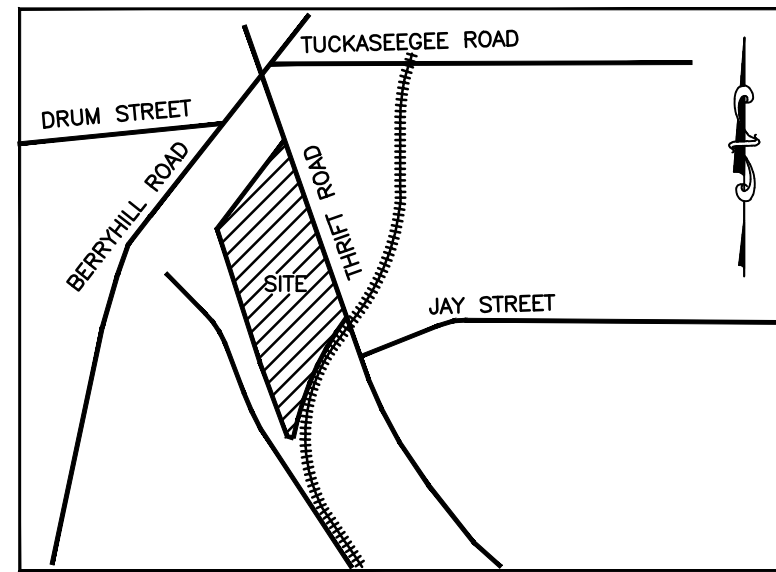 TUCKASEEGEE ROAD
DRUM STREET
BERRYHILL ROAD
THRIFT ROAD
SITE
JAY STREET